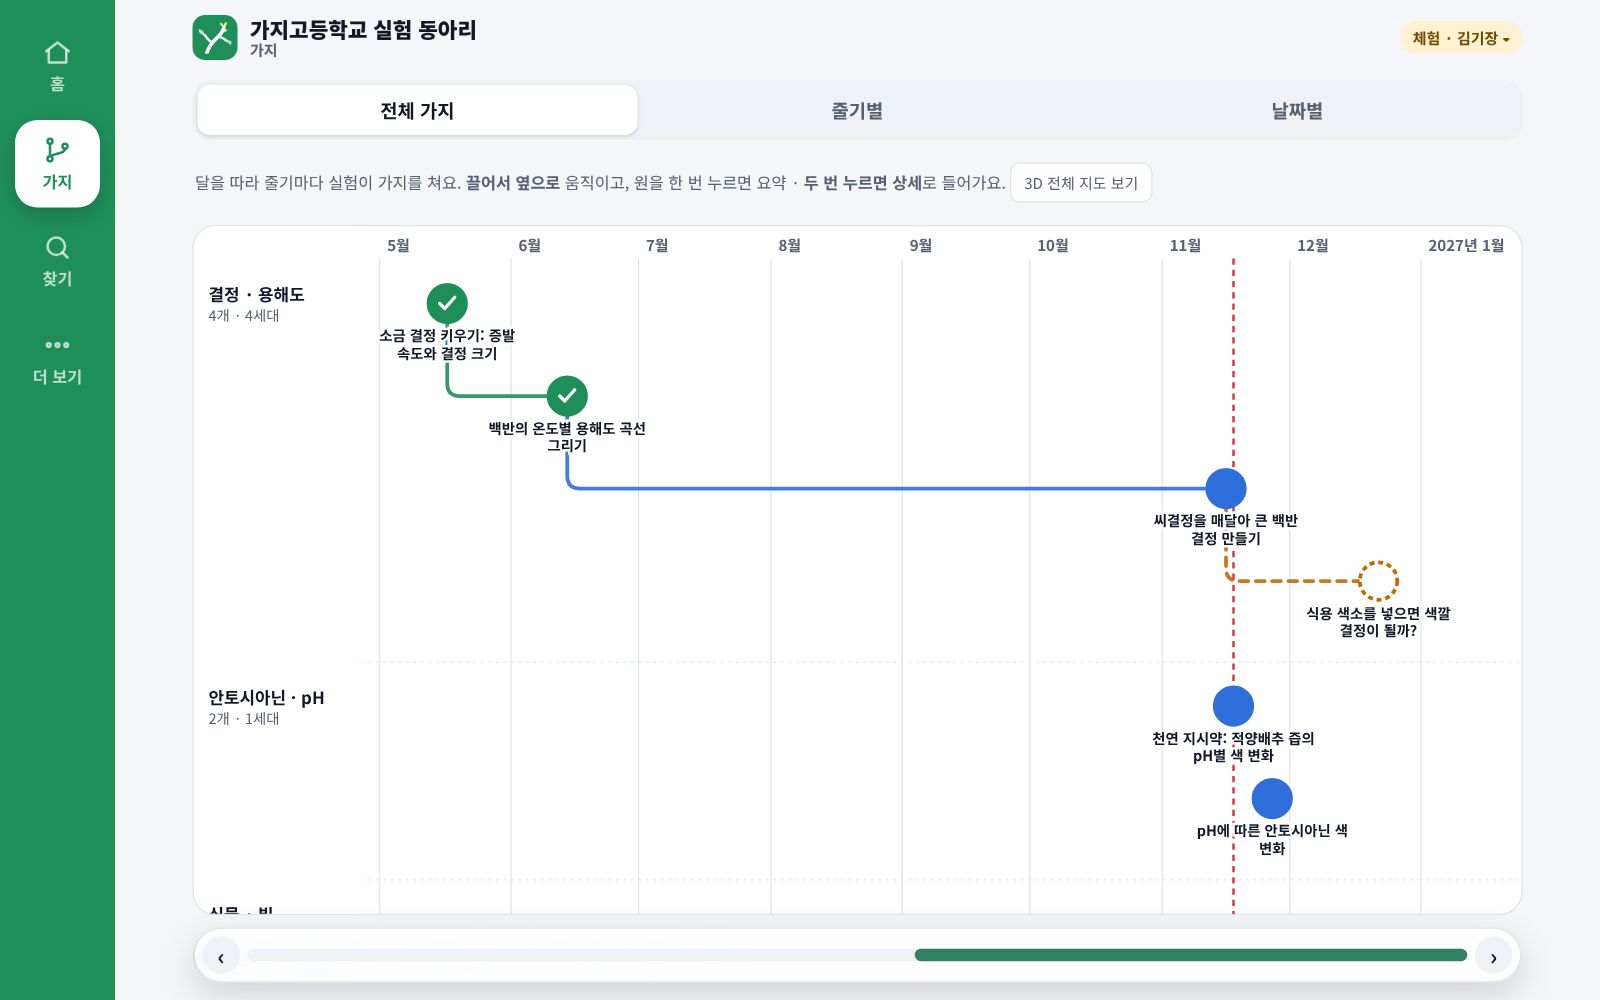 홈
가지
찾기
더 보기
가지고등학교 실험 동아리
가지
체험 · 김기장
전체 가지
줄기별
날짜별
달을 따라 줄기마다 실험이 가지를 쳐요. 끌어서 옆으로 움직이고, 원을 한 번 누르면 요약 · 두 번 누르면 상세로 들어가요.
3D 전체 지도 보기
5월
6월
7월
8월
9월
10월
11월
12월
2027년 1월
결정 · 용해도
4개 · 4세대
소금 결정 키우기: 증발
속도와 결정 크기
백반의 온도별 용해도 곡선
그리기
씨결정을 매달아 큰 백반
결정 만들기
식용 색소를 넣으면 색깔
결정이 될까?
안토시아닌 · pH
2개 · 1세대
천연 지시약: 적양배추 즙의
pH별 색 변화
pH에 따른 안토시아닌 색
변화